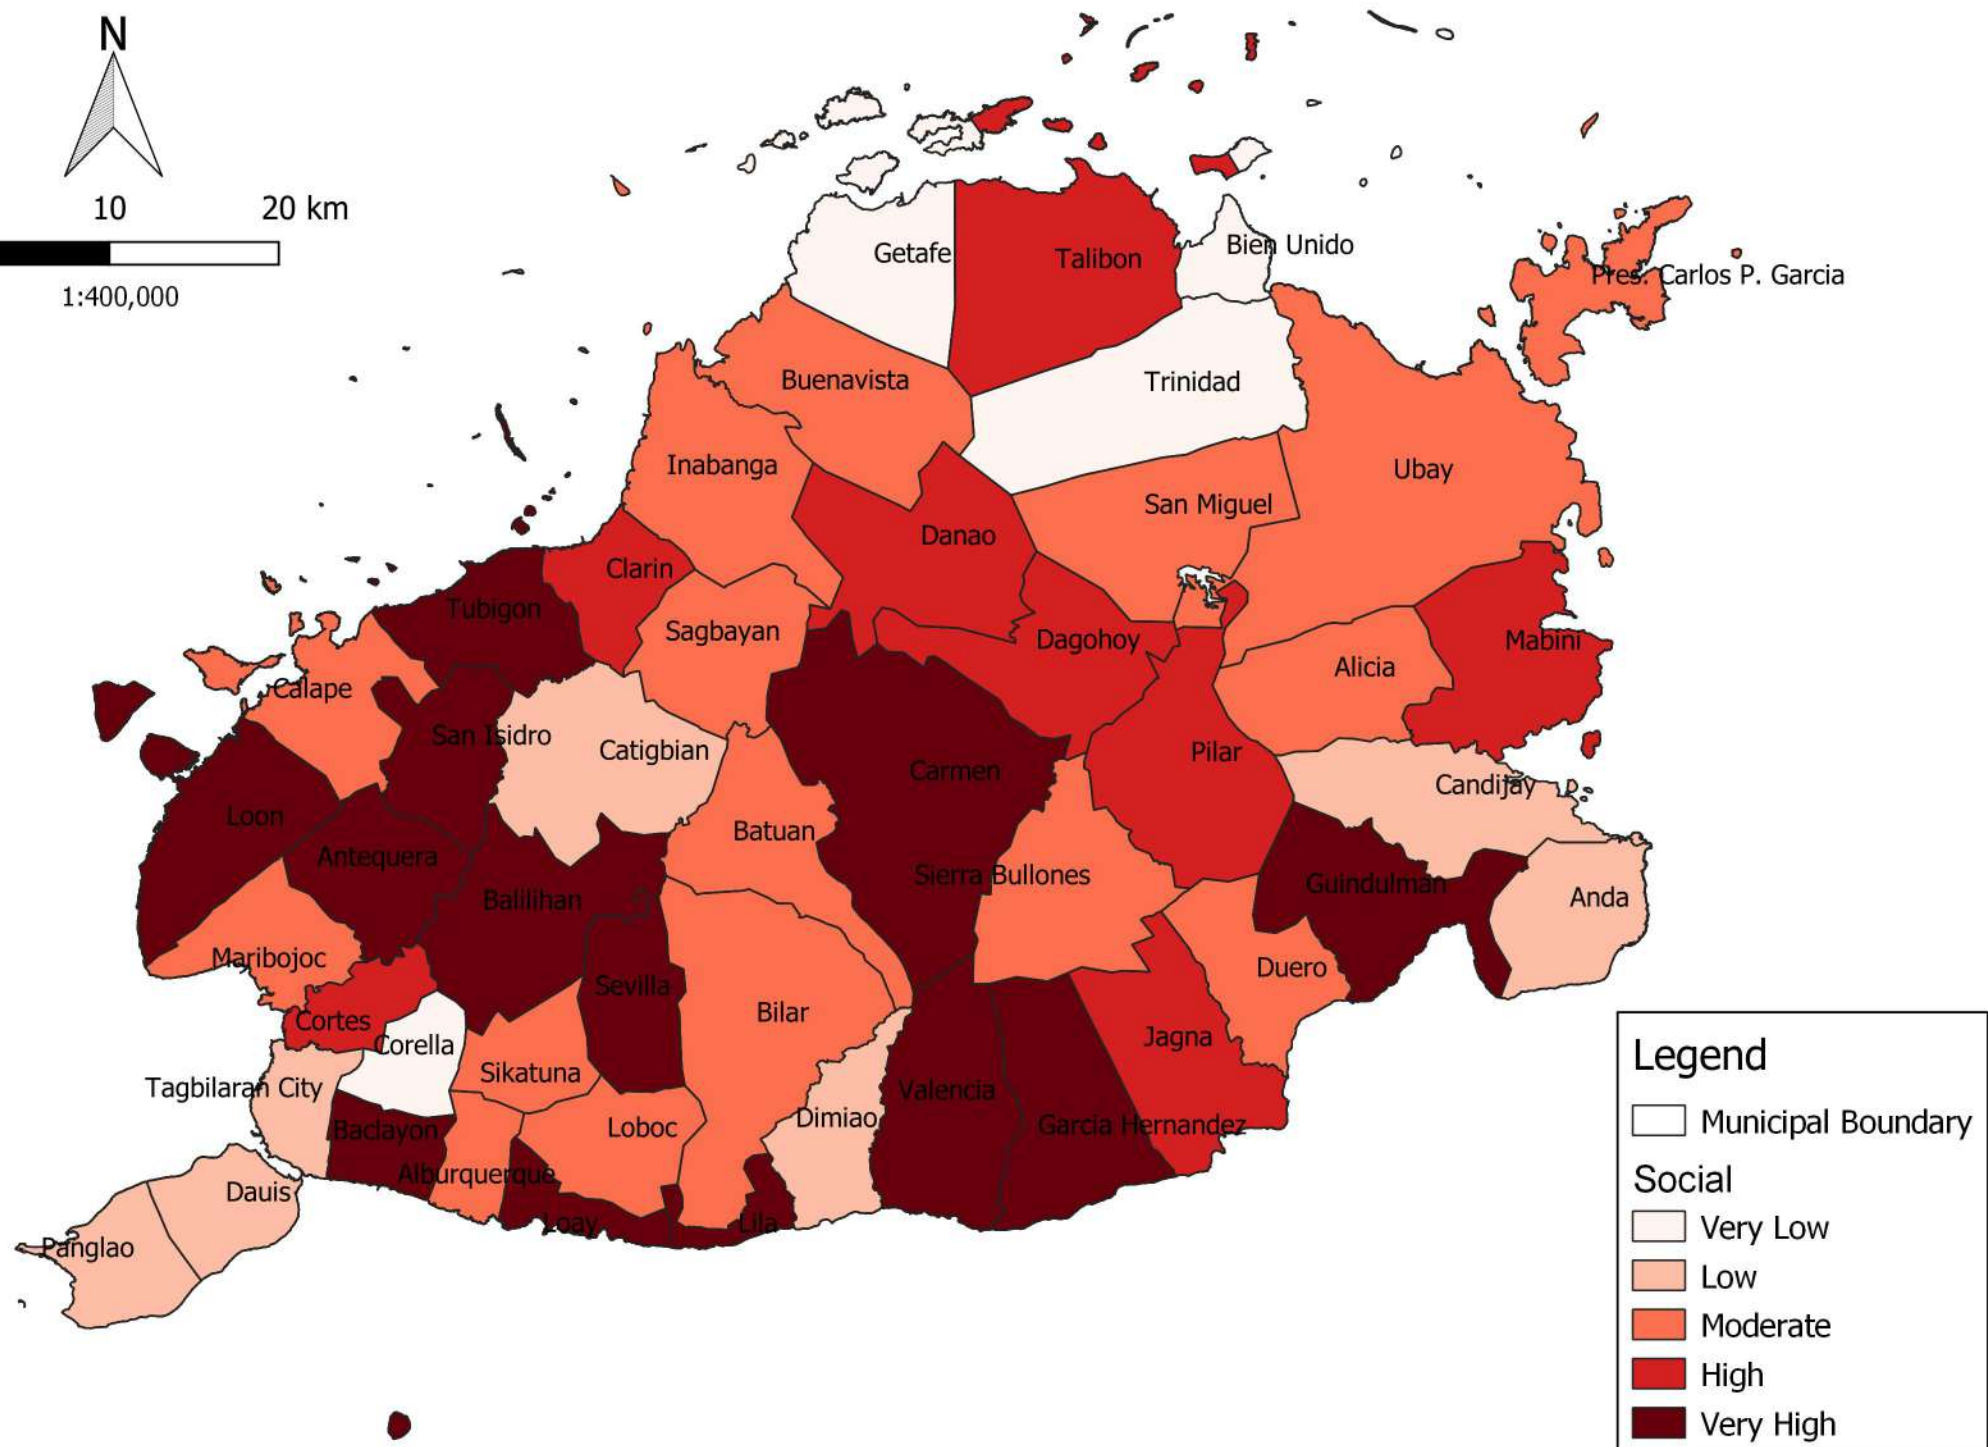 N
10 20 km
1:400,000
Getafe
Talibon
Bien Unido
Pres. Carlos P. Garcia
Buenavista
Trinidad
Inabanga
Ubay
San Miguel
Danao
Clarin
Tubigon
Sagbayan
Dagohoy
Mabini
Alicia
Calape
San Isidro
Catigbian
Pilar
Carmen
Candijay
Loon
Batuan
Antequera
Sierra Bullones
Guindulman
Anda
Balilihan
Maribojoc
Duero
Sevilla
Bilar
Cortes
Jagna
Corella
Sikatuna
Tagbilaran City
Valencia
Dimiao
Garcia Hernandez
Loboc
Baclayon
Alburquerque
Dauis
Loay
Lila
Panglao
Legend
Municipal Boundary
Social
Very Low
Low
Moderate
High
Very High